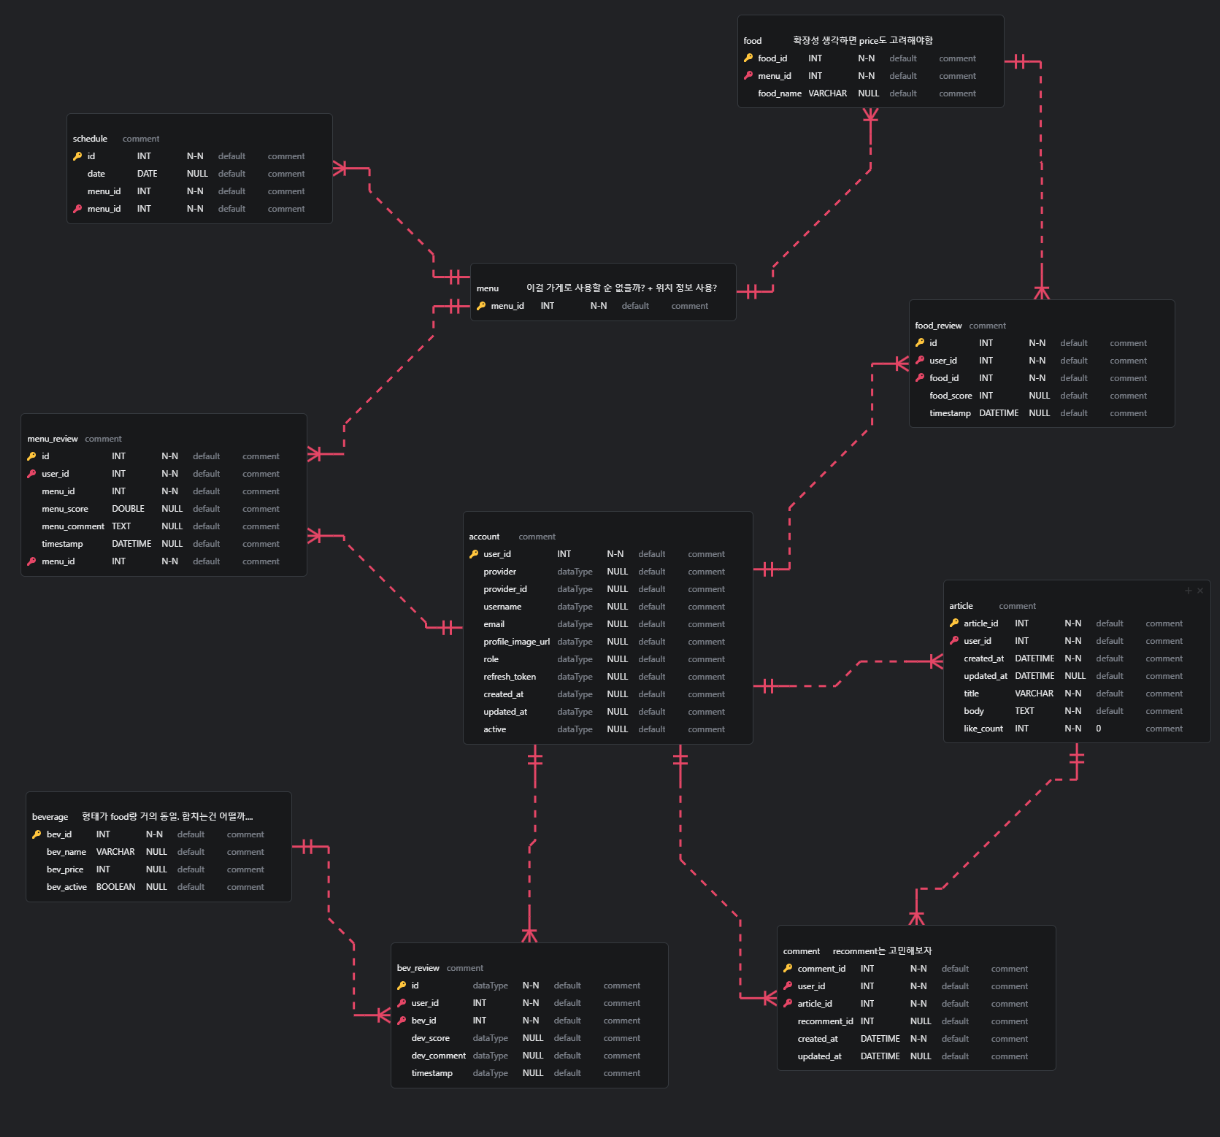 food 확장성 생각하면 price도 고려해야함
food_id INT N-N default comment
menu_id INT N-N default comment
food_name VARCHAR NULL default comment
schedule comment
id INT N-N default comment
date DATE NULL default comment
menu_id INT N-N default comment
menu_id INT N-N default comment
menu 이걸 가게로 사용할 순 없을까? + 위치 정보 사용?
menu_id INT N-N default comment
food_review comment
id INT N-N default comment
user_id INT N-N default comment
food_id INT N-N default comment
food_score INT NULL default comment
timestamp DATETIME NULL default comment
menu_review comment
id INT N-N default comment
user_id INT N-N default comment
menu_id INT N-N default comment
menu_score DOUBLE NULL default comment
menu_comment TEXT NULL default comment
timestamp DATETIME NULL default comment
menu_id INT N-N default comment
account comment
user_id INT N-N default comment
provider dataType NULL default comment
provider_id dataType NULL default comment
username dataType NULL default comment
email dataType NULL default comment
profile_image_url dataType NULL default comment
role dataType NULL default comment
refresh_token dataType NULL default comment
created_at dataType NULL default comment
updated_at dataType NULL default comment
active dataType NULL default comment
article comment
article_id INT N-N default comment
user_id INT N-N default comment
created_at DATETIME N-N default comment
updated_at DATETIME NULL default comment
title VARCHAR N-N default comment
body TEXT N-N default comment
like_count INT N-N 0 comment
beverage 형태가 food랑 거의 동일. 합치는건 어떨까....
bev_id INT N-N default comment
bev_name VARCHAR NULL default comment
bev_price INT NULL default comment
bev_active BOOLEAN NULL default comment
bev_review comment
id dataType N-N default comment
user_id INT N-N default comment
bev_id INT N-N default comment
dev_score dataType NULL default comment
dev_comment dataType NULL default comment
timestamp dataType NULL default comment
comment recomment는 고민해보자
comment_id INT N-N default comment
user_id INT N-N default comment
article_id INT N-N default comment
recomment_id INT NULL default comment
created_at DATETIME N-N default comment
updated_at DATETIME NULL default comment